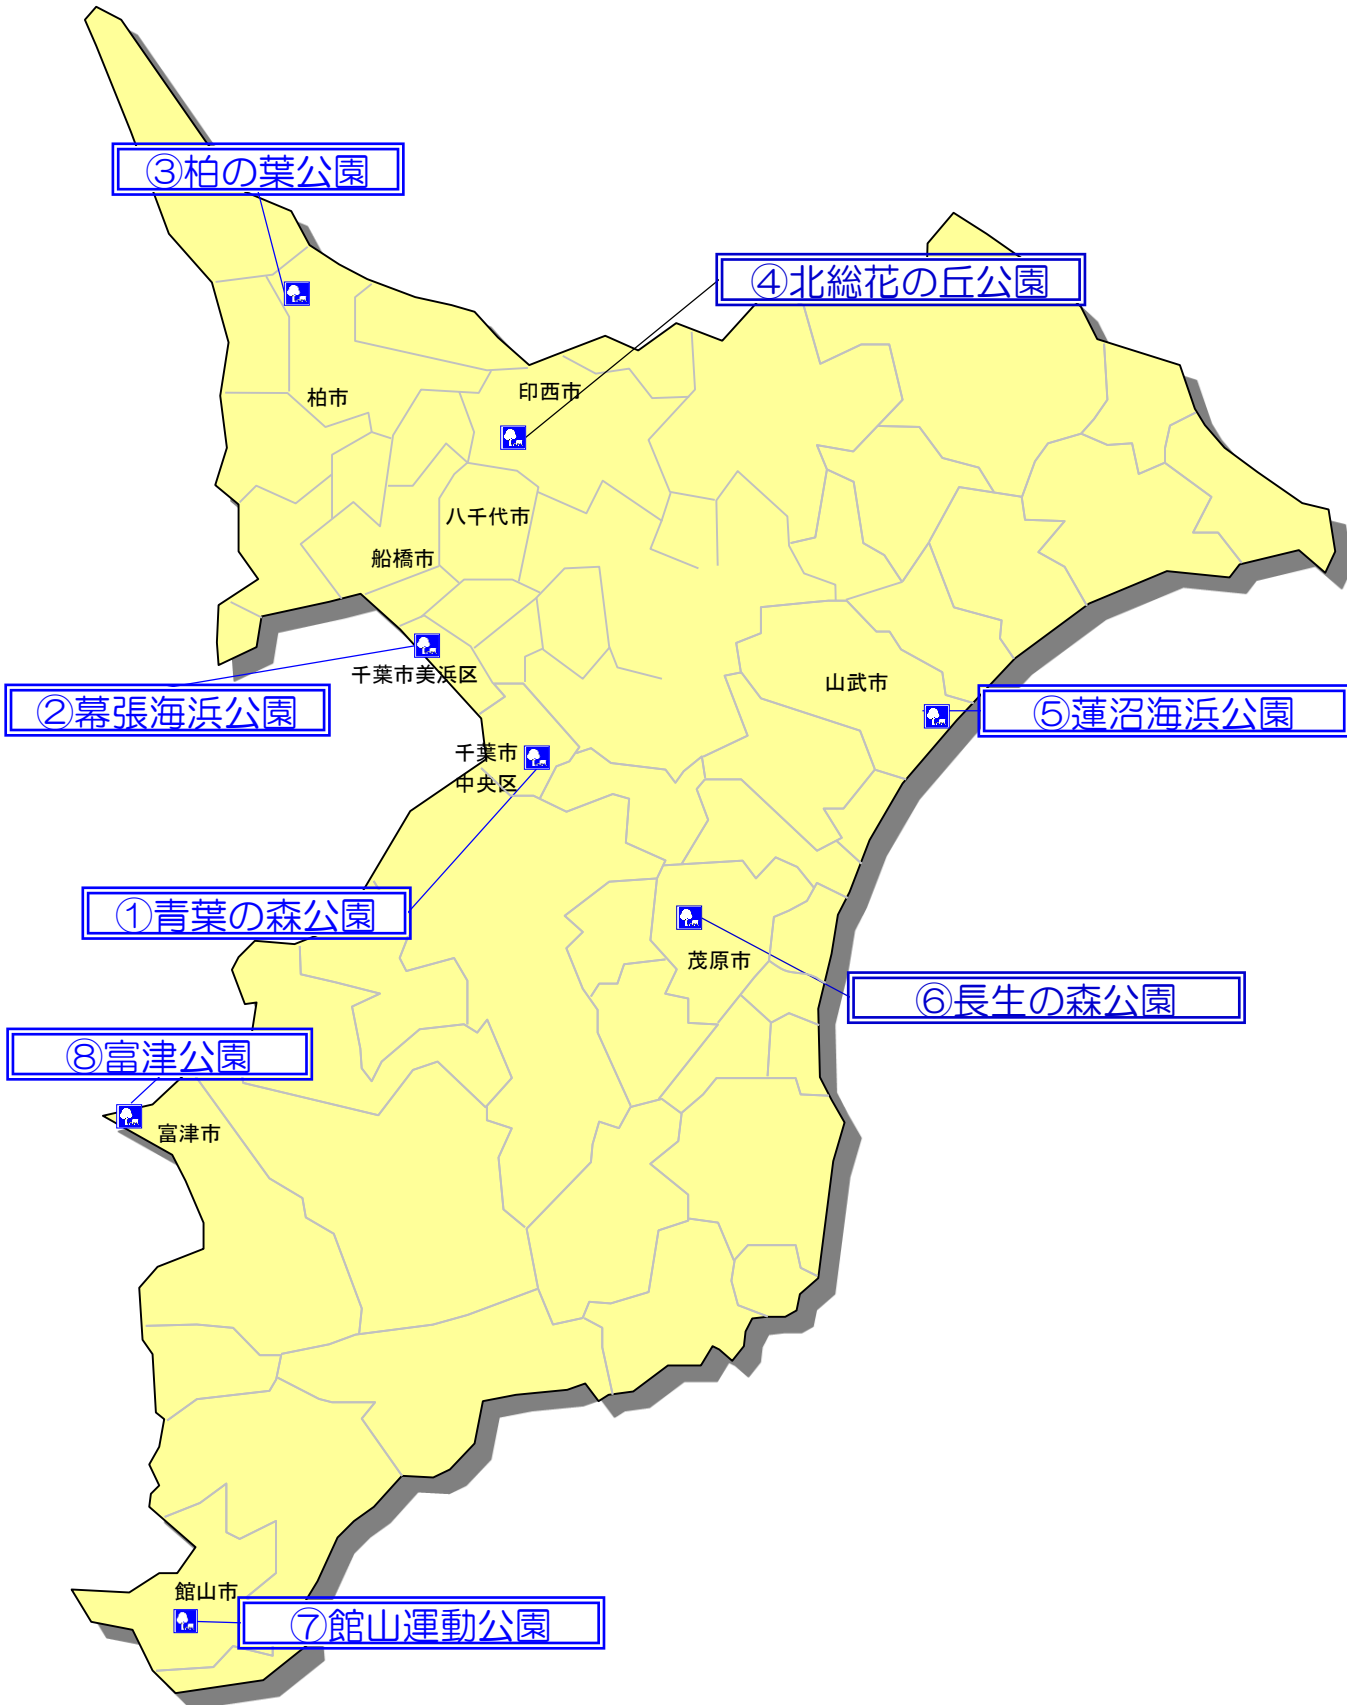 ③柏の葉公園
④北総花の丘公園
柏市
印西市
八千代市
船橋市
千葉市美浜区
山武市
②幕張海浜公園
⑤蓮沼海浜公園
千葉市
中央区
①青葉の森公園
茂原市
⑥長生の森公園
⑧富津公園
富津市
館山市
⑦館山運動公園